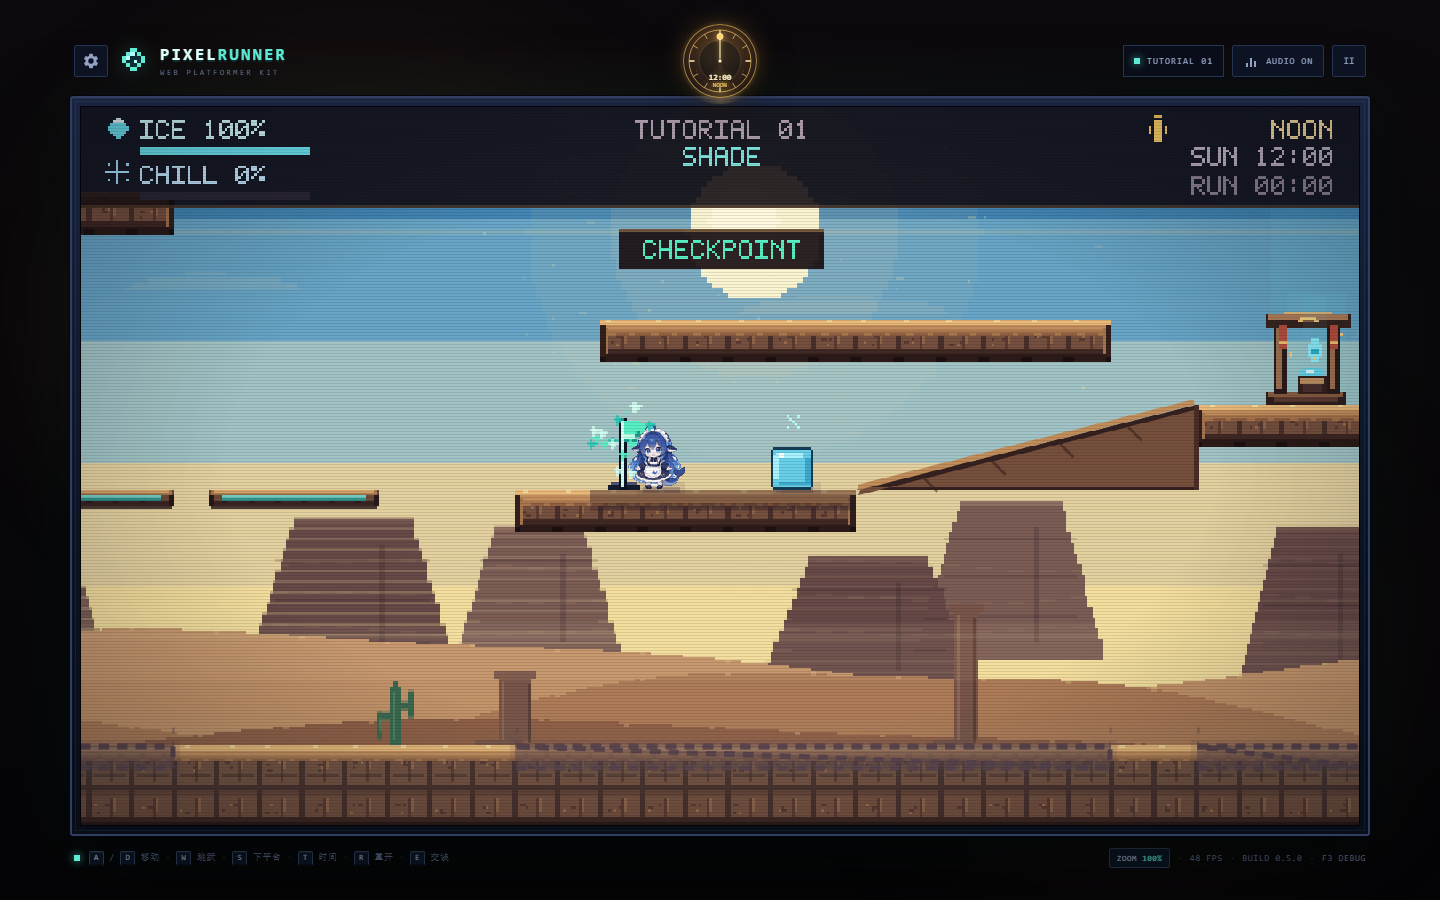 PIXELRUNNER
WEB PLATFORMER KIT
12:00
NOON
TUTORIAL 01
AUDIO ON
II
ICE 100%
CHILL 0%
TUTORIAL 01
SHADE
NOON
SUN 12:00
RUN 00:00
CHECKPOINT
A / D 移动 · W 跳跃 · S 下平台 · T 时间 · R 重开 · E 交谈
ZOOM 100% · 48 FPS · BUILD 0.5.0 · F3 DEBUG